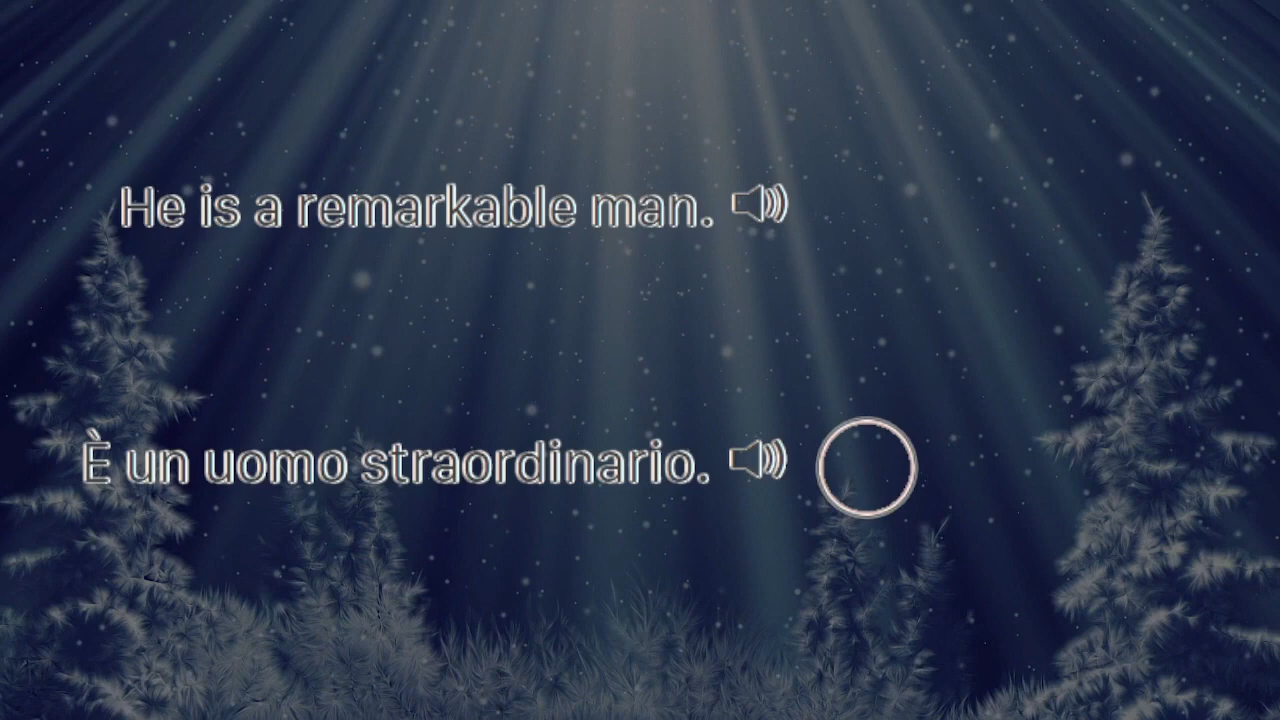 He is a remarkable man.
È un uomo straordinario.